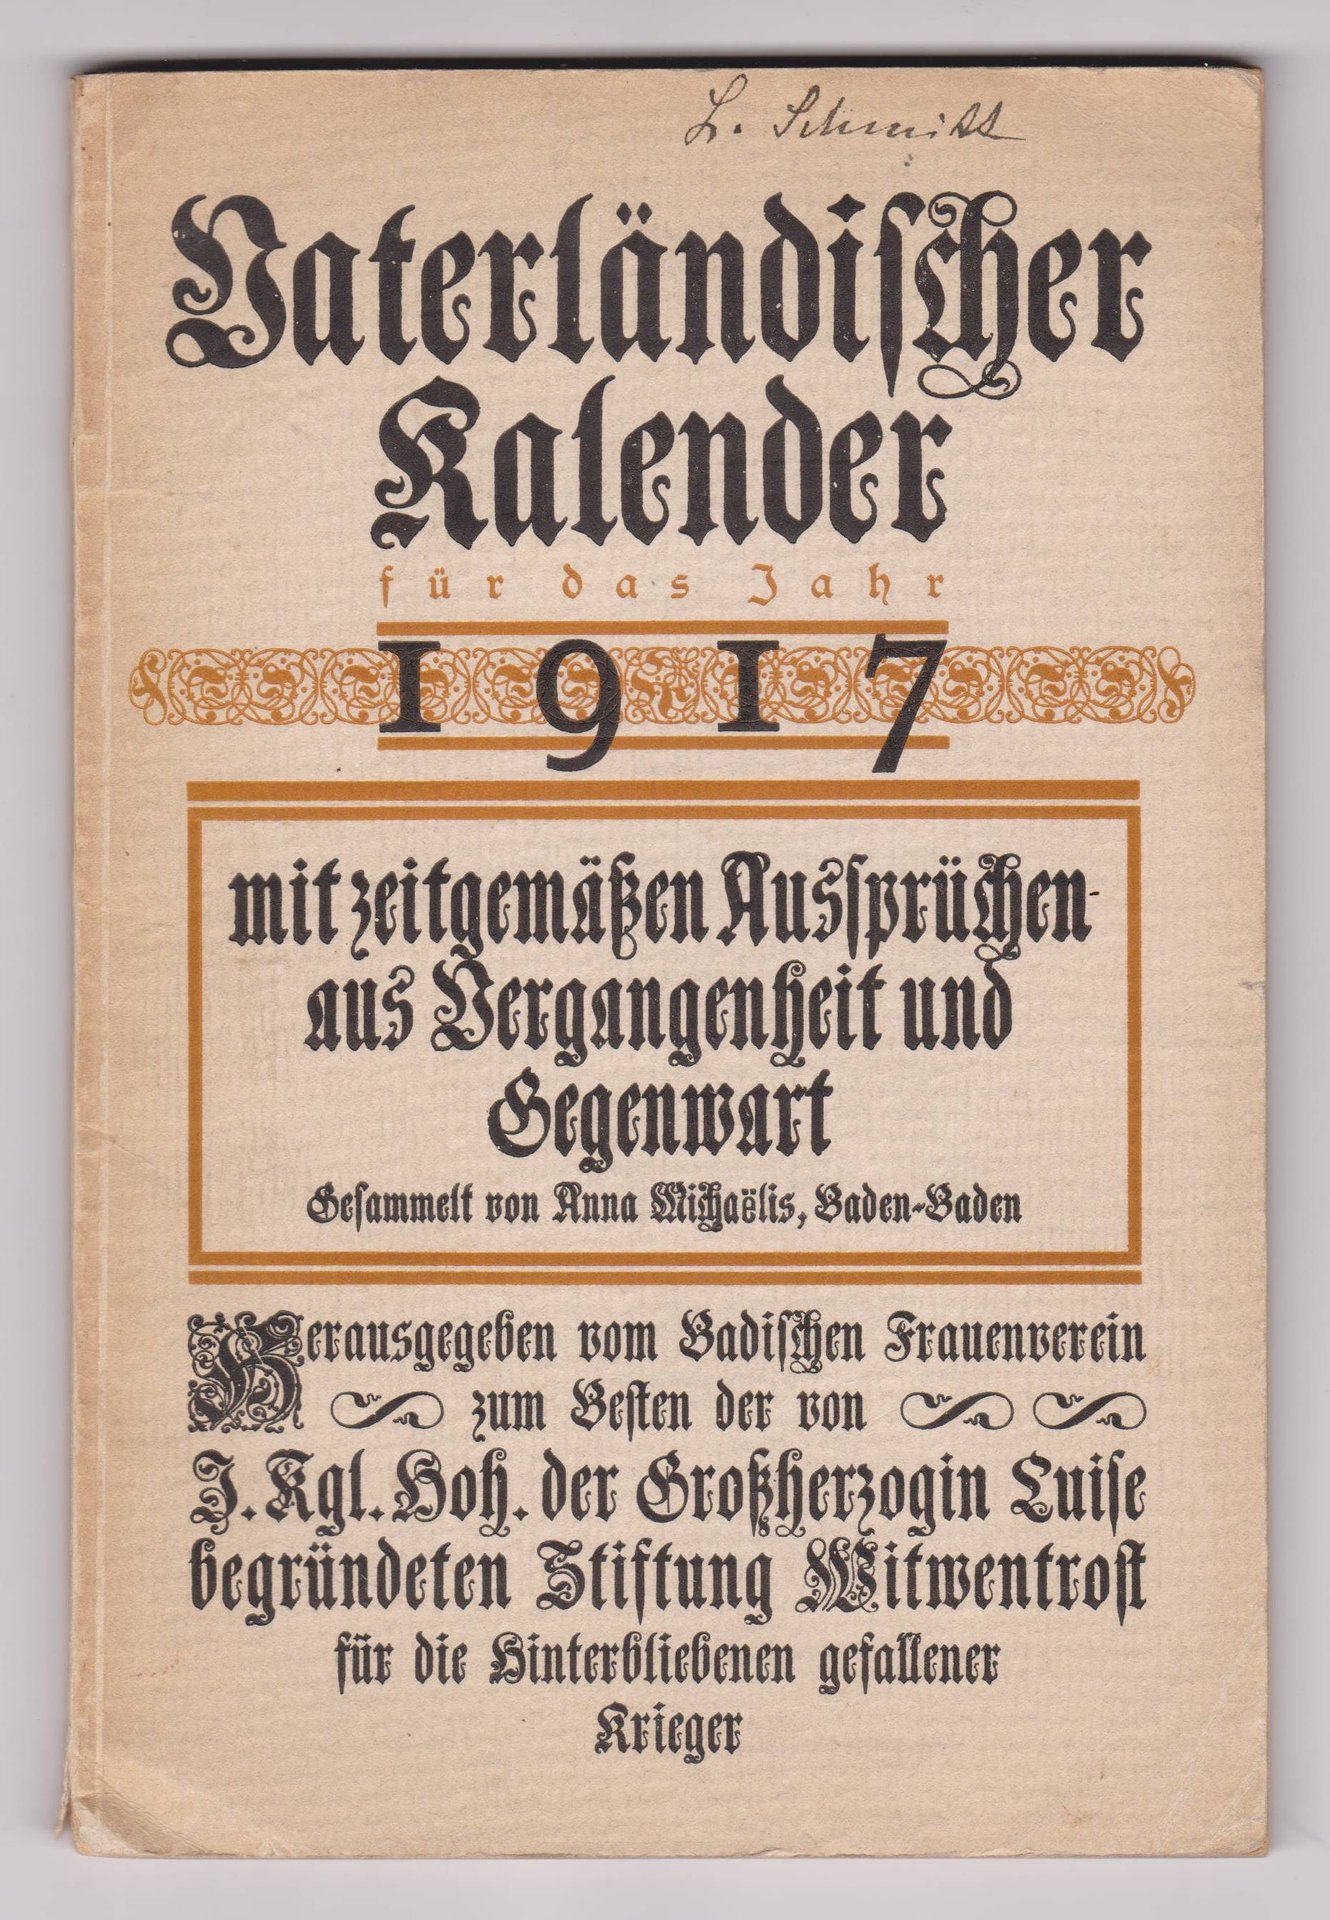 L. Schmitt
Vaterländischer
Kalender
für das Jahr
1917
mit zeitgemäßen Aussprüchen
aus Vergangenheit und
Gegenwart
Gesammelt von Anna Michaëlis, Baden-Baden
Herausgegeben vom Badischen Frauenverein
zum Besten der von
J. Kgl. Hoh. der Großherzogin Luise
begründeten Stiftung Witwentrost
für die Hinterbliebenen gefallener
Krieger